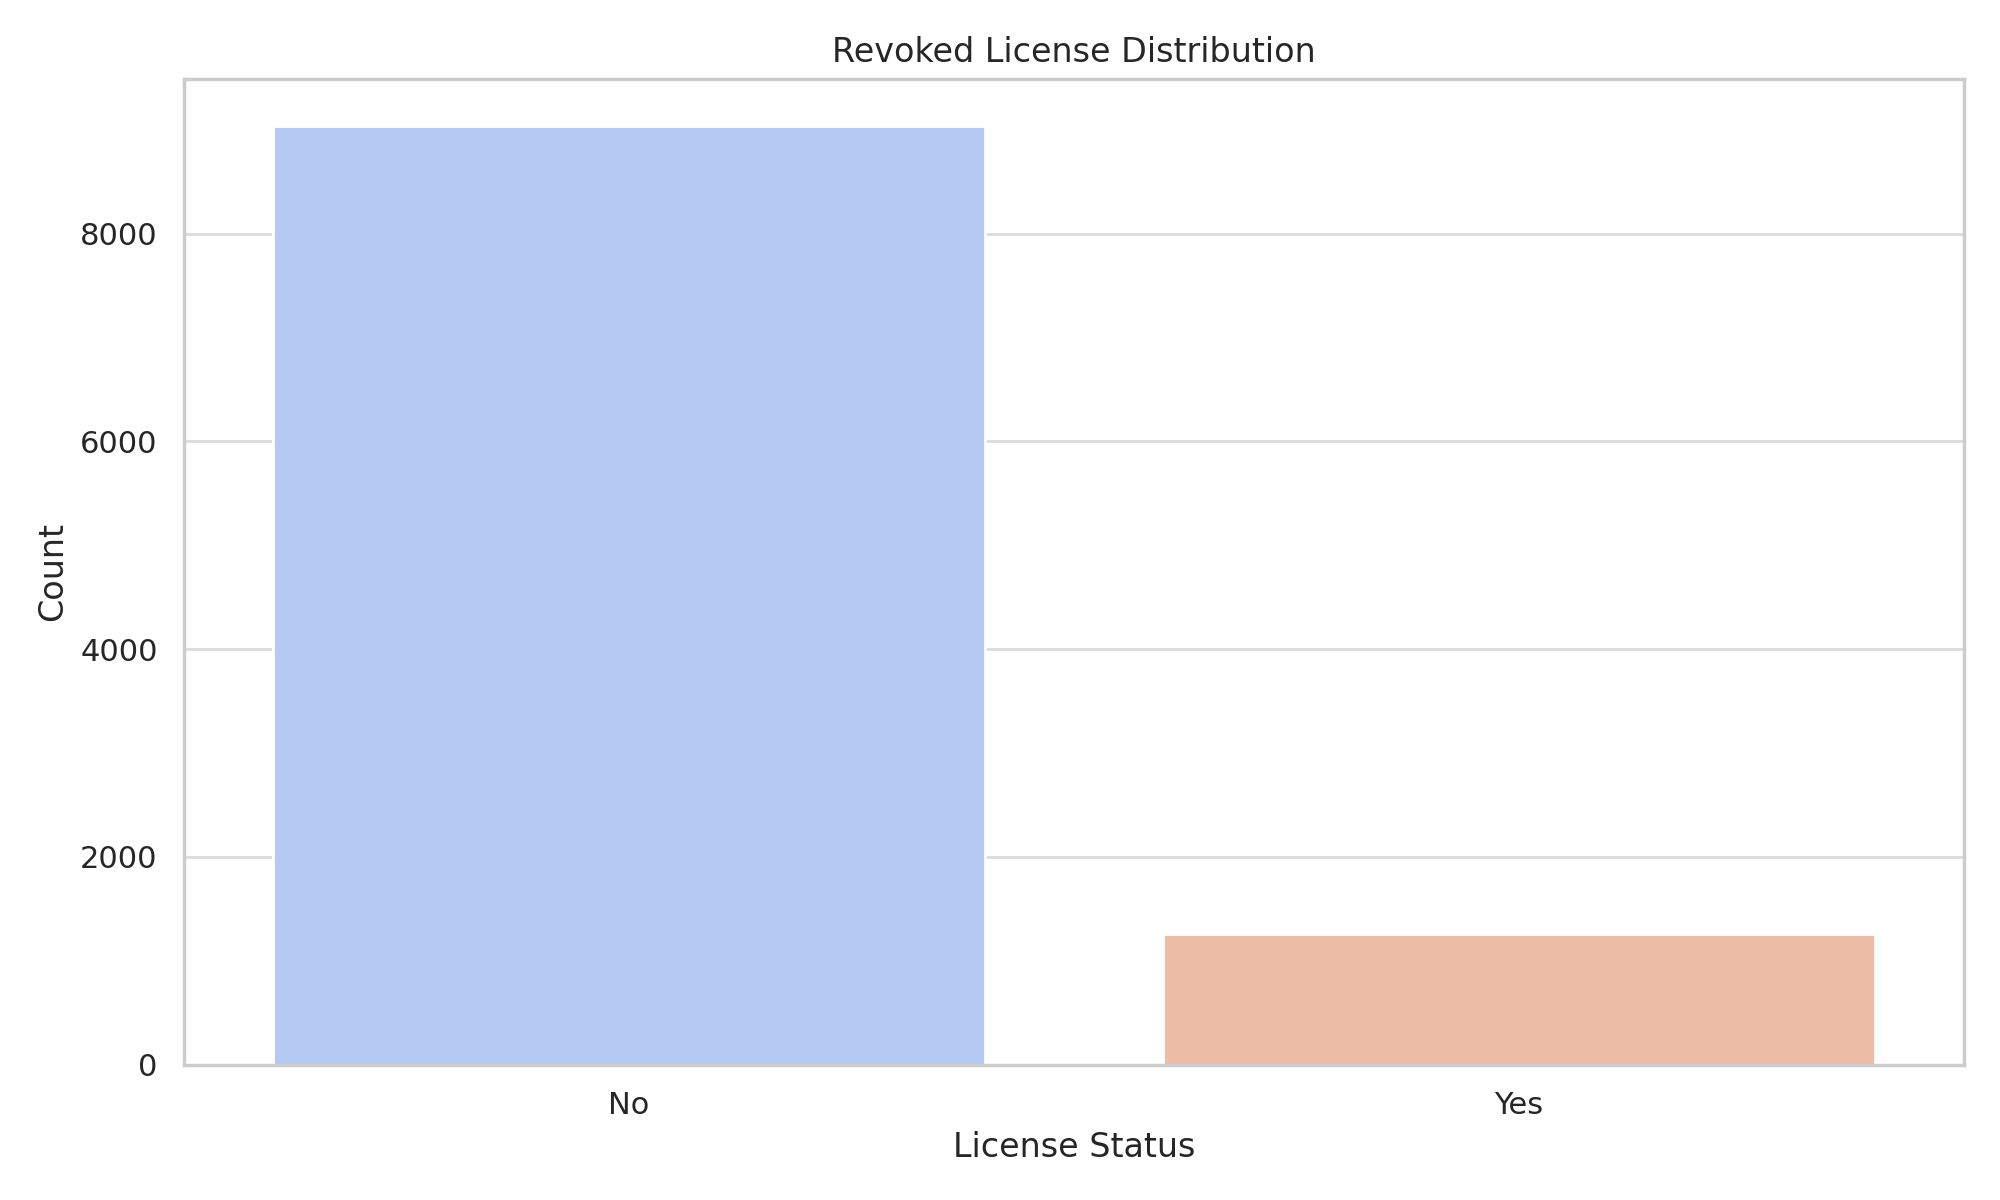 Revoked License Distribution
8000
6000
4000
2000
0
Count
No
Yes
License Status